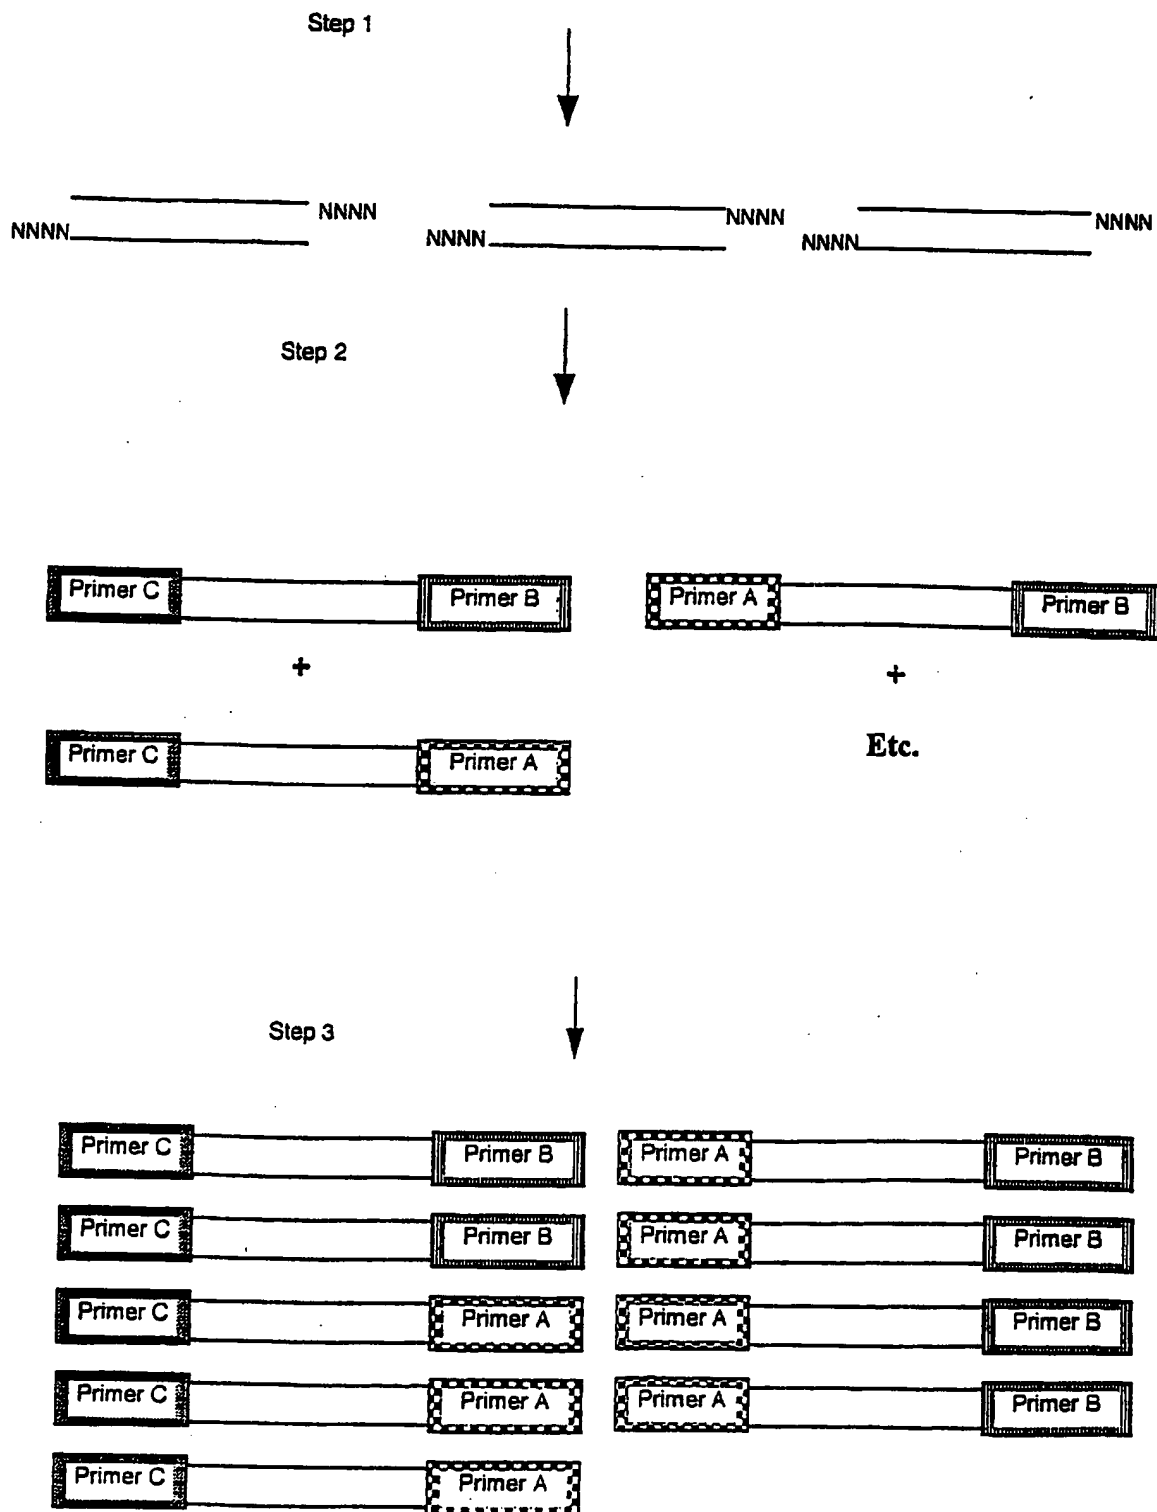 Step 1
NNNN NNNN NNNN
NNNN NNNN NNNN
Step 2
Primer C Primer B Primer A Primer B
+ +
Primer C Primer A Etc.
Step 3
Primer C Primer B Primer A Primer B
Primer C Primer B Primer A Primer B
Primer C Primer A Primer A Primer B
Primer C Primer A Primer A Primer B
Primer C Primer A